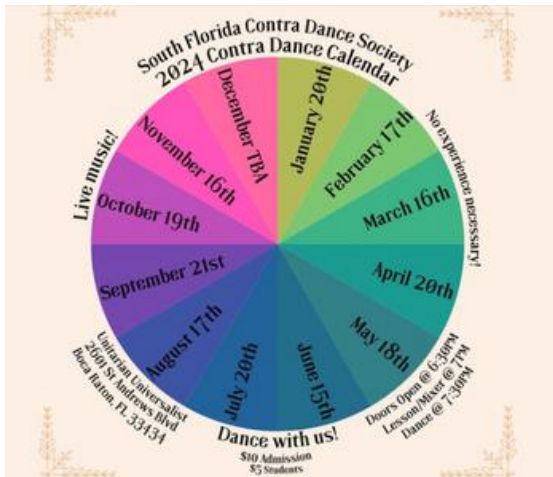 South Florida Contra Dance Society
2024 Contra Dance Calendar
January 20th
February 17th
March 16th
April 20th
May 18th
June 15th
July 20th
August 17th
September 21st
October 19th
November 16th
December TBA
Live music!
No experience necessary!
Unitarian Universalist
2601 St Andrews Blvd
Boca Raton, FL 33434
Dance with us!
$10 Admission
$5 Students
Doors Open @ 6:30PM
Lesson/Mixer @ 7PM
Dance @ 7:30PM